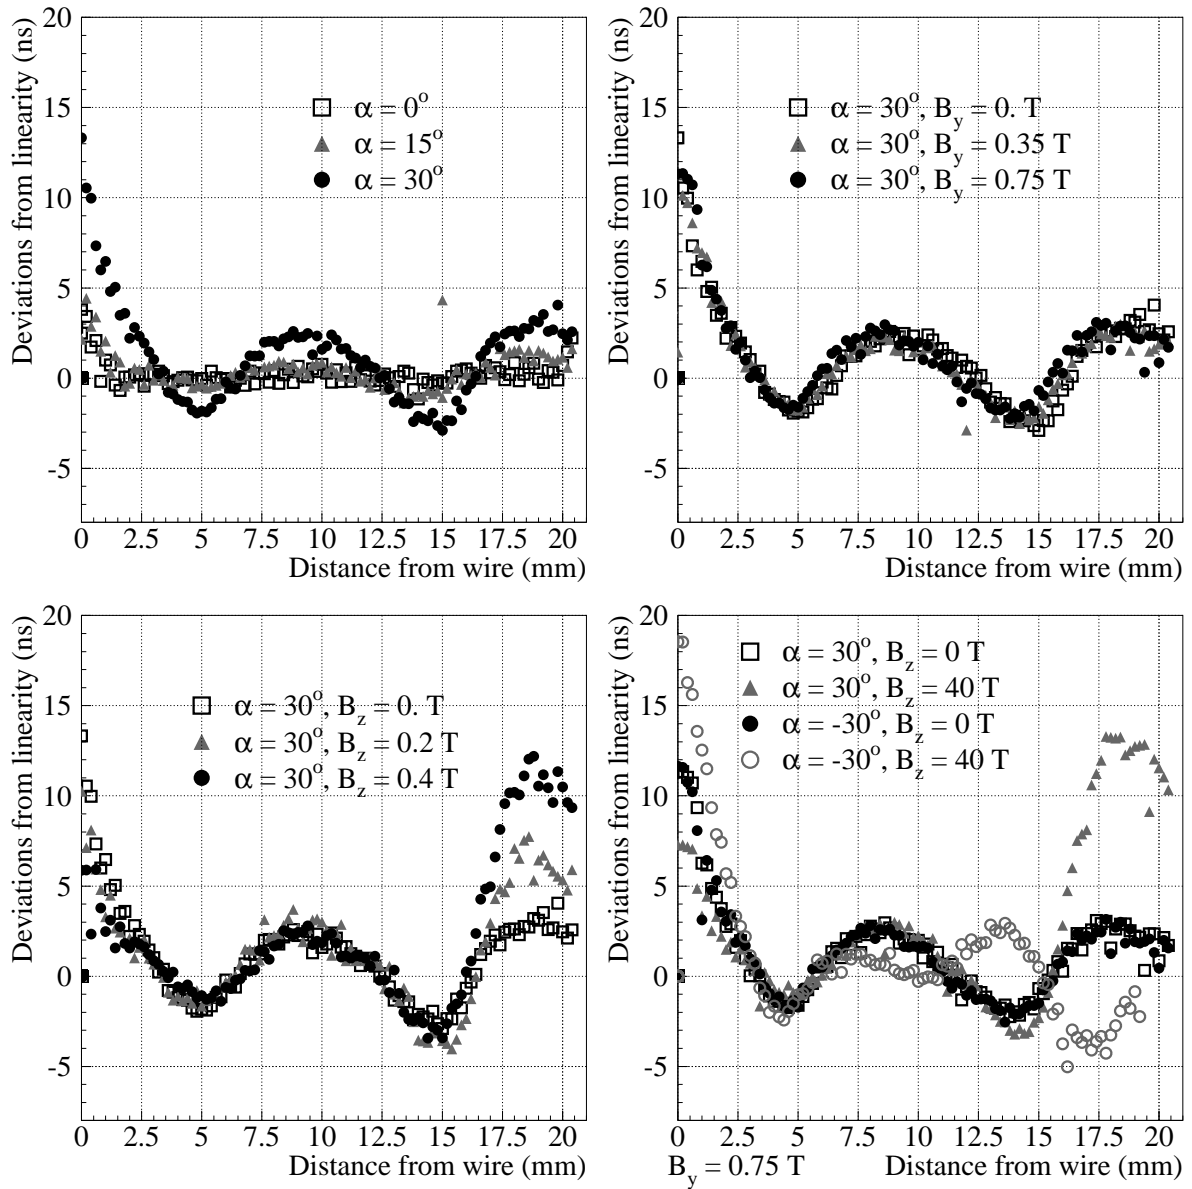 Deviations from linearity (ns)
20
15
10
5
0
-5
α = 0°
α = 15°
α = 30°
0 2.5 5 7.5 10 12.5 15 17.5 20
Distance from wire (mm)
Deviations from linearity (ns)
20
15
10
5
0
-5
α = 30°, B_y = 0. T
α = 30°, B_y = 0.35 T
α = 30°, B_y = 0.75 T
0 2.5 5 7.5 10 12.5 15 17.5 20
Distance from wire (mm)
Deviations from linearity (ns)
20
15
10
5
0
-5
α = 30°, B_z = 0. T
α = 30°, B_z = 0.2 T
α = 30°, B_z = 0.4 T
0 2.5 5 7.5 10 12.5 15 17.5 20
Distance from wire (mm)
Deviations from linearity (ns)
20
15
10
5
0
-5
α = 30°, B_z = 0 T
α = 30°, B_z = 40 T
α = -30°, B_z = 0 T
α = -30°, B_z = 40 T
0 2.5 5 7.5 10 12.5 15 17.5 20
B_y = 0.75 T Distance from wire (mm)